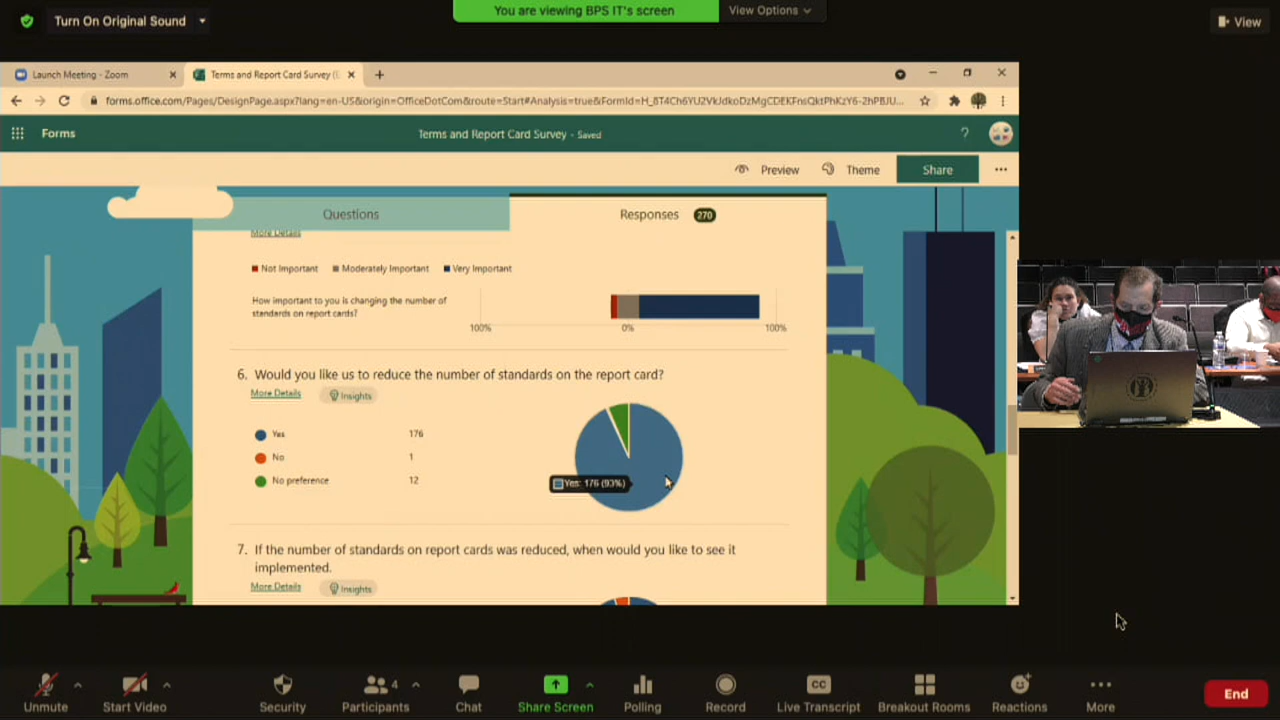 Turn On Original Sound
You are viewing BPS IT's screen
View Options
View
Launch Meeting - Zoom
Terms and Report Card Survey (
Forms
Terms and Report Card Survey - Saved
?
Preview
Theme
Share
Questions
Responses 270
More Details
Not Important
Moderately Important
Very Important
How important to you is changing the number of
standards on report cards?
100%
0%
100%
6. Would you like us to reduce the number of standards on the report card?
More Details
Insights
Yes 176
No 1
No preference 12
Yes: 176 (93%)
7. If the number of standards on report cards was reduced, when would you like to see it
implemented.
More Details
Insights
Unmute
Start Video
Security
4
Participants
Chat
Share Screen
Polling
Record
CC
Live Transcript
Breakout Rooms
Reactions
More
End